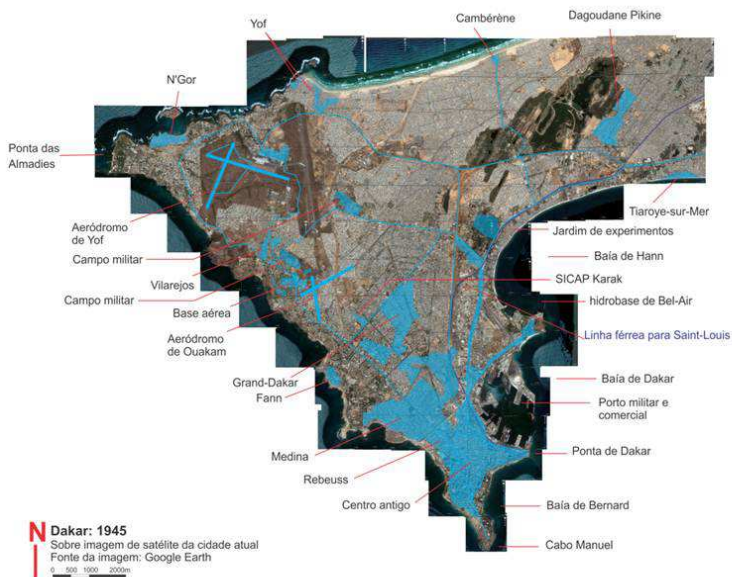 Yof
Cambérène
Dagoudane Pikine
N'Gor
Ponta das
Almadies
Tiaroye-sur-Mer
Aeródromo
de Yof
Jardim de experimentos
Campo militar
Baía de Hann
Vilarejos
SICAP Karak
Campo militar
hidrobase de Bel-Air
Base aérea
Aeródromo
de Ouakam
Linha férrea para Saint-Louis
Grand-Dakar
Baía de Dakar
Fann
Porto militar e
comercial
Medina
Ponta de Dakar
Rebeuss
Centro antigo
Baía de Bernard
Cabo Manuel
N
Dakar: 1945
Sobre imagem de satélite da cidade atual
Fonte da imagem: Google Earth
0 500 1000 2000m